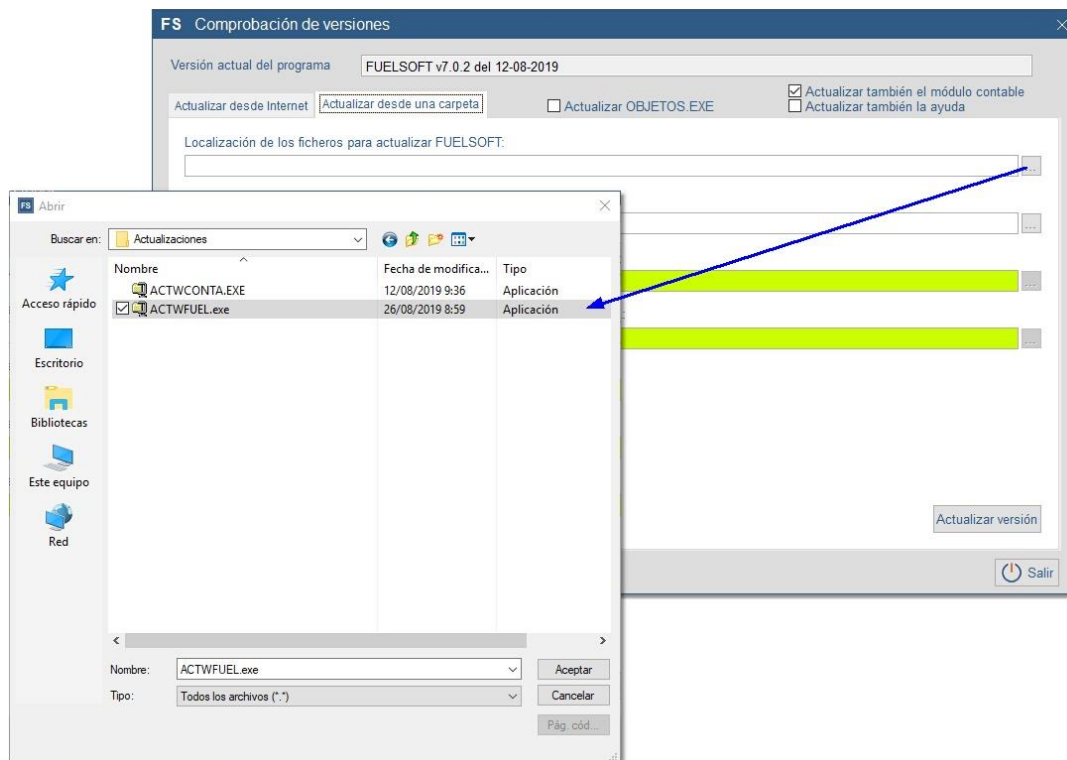 FS Comprobación de versiones
Versión actual del programa FUELSOFT v7.0.2 del 12-08-2019
Actualizar desde Internet Actualizar desde una carpeta Actualizar OBJETOS.EXE Actualizar también el módulo contable
Actualizar también la ayuda
Localización de los ficheros para actualizar FUELSOFT:
...
FS Abrir
Buscar en: Actualizaciones
...
Nombre Fecha de modifica... Tipo
ACTWCONTA.EXE 12/08/2019 9:36 Aplicación
...
Acceso rápido
ACTWFUEL.exe 26/08/2019 8:59 Aplicación
...
Escritorio
Bibliotecas
Este equipo
Red
Actualizar versión
Salir
Nombre: ACTWFUEL.exe Aceptar
Tipo: Todos los archivos (*.*) Cancelar
Pág. cód...